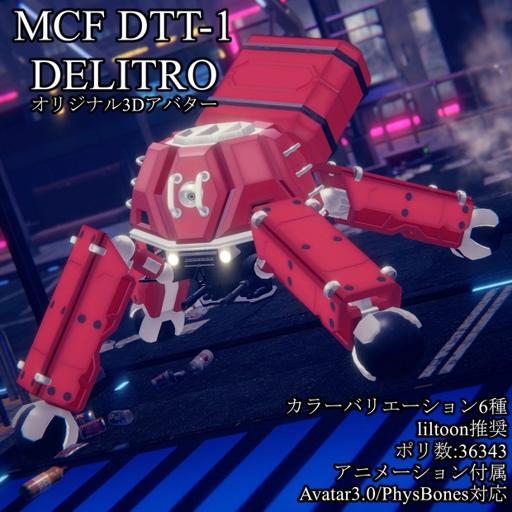 MCF DTT-1
DELITRO
オリジナル3Dアバター
カラーバリエーション6種
liltoon推奨
ポリ数:36343
アニメーション付属
Avatar3.0/PhysBones対応